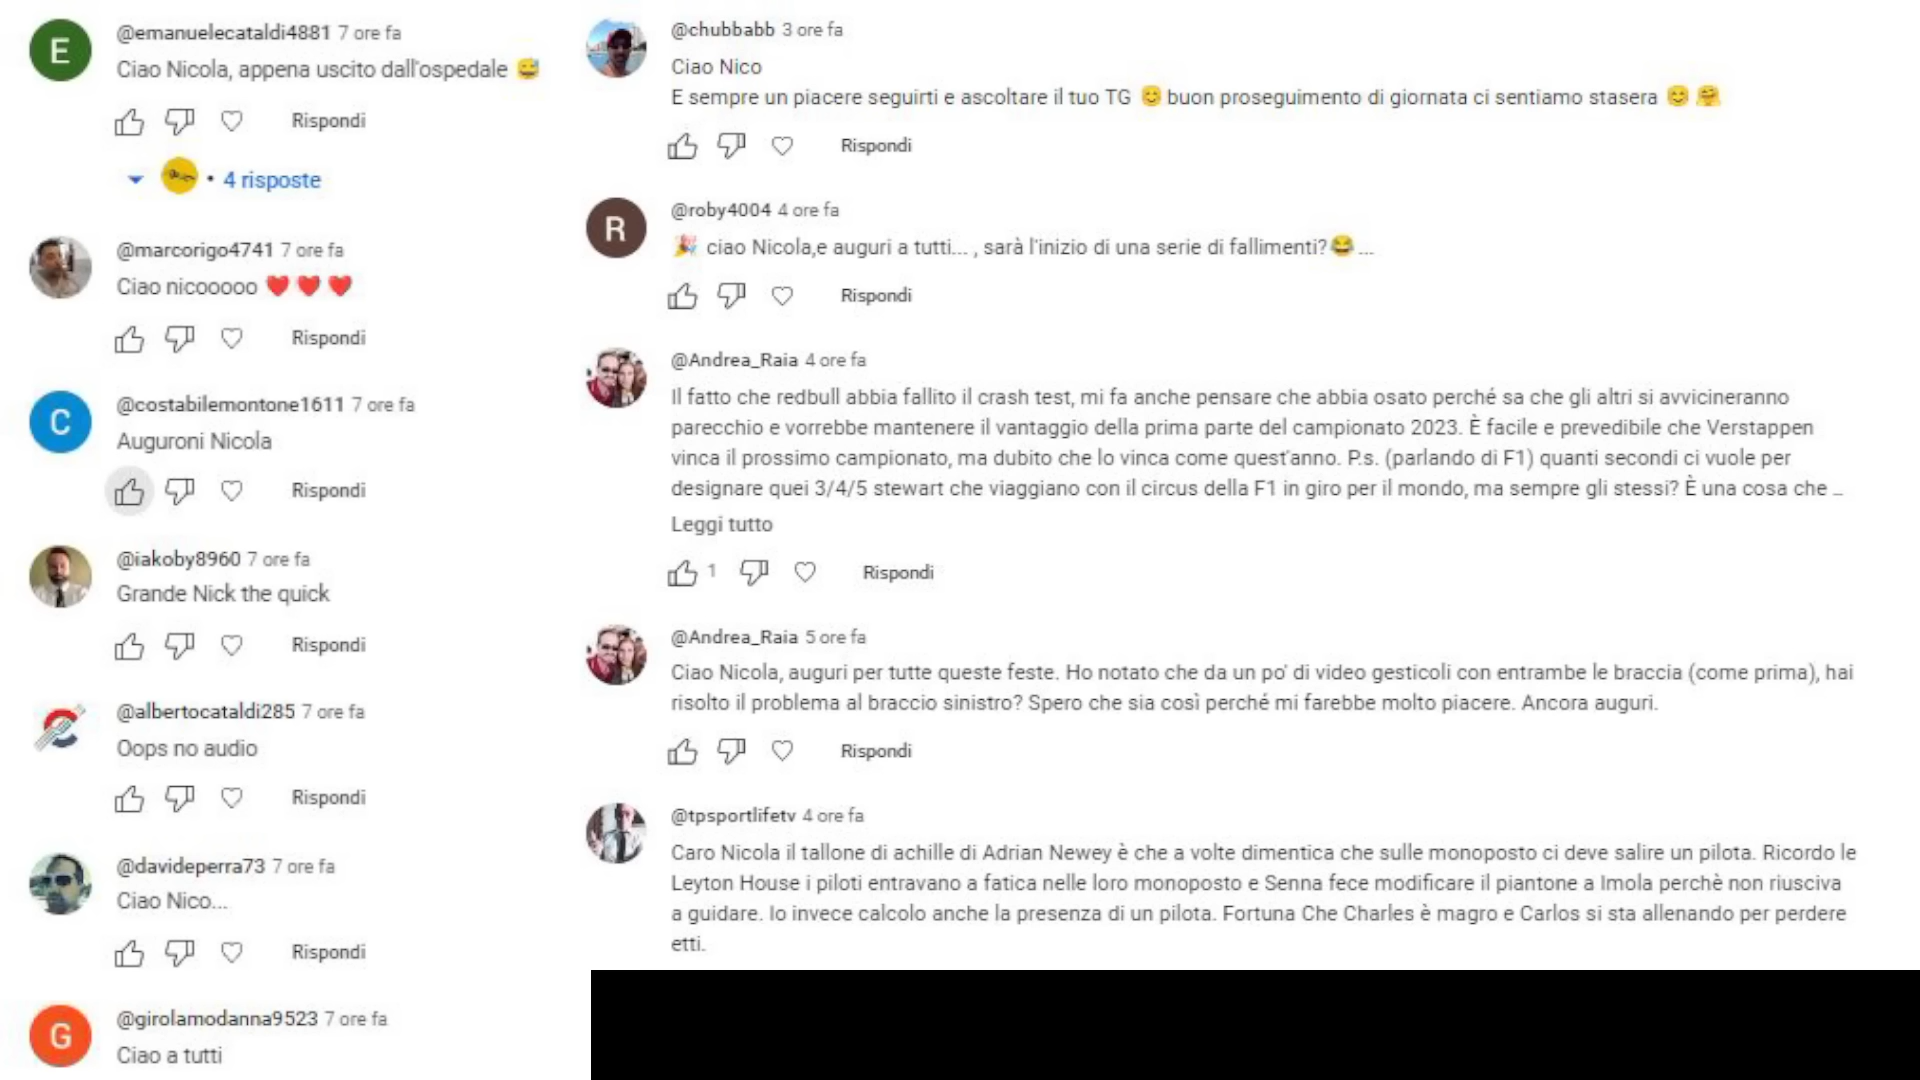 E
@emanuelecataldi4881 7 ore fa
Ciao Nicola, appena uscito dall'ospedale 😅
Rispondi
• 4 risposte
@marcorigo4741 7 ore fa
Ciao nicooooo ❤️ ❤️ ❤️
Rispondi
C
@costabilemontone1611 7 ore fa
Auguroni Nicola
Rispondi
@iakoby8960 7 ore fa
Grande Nick the quick
Rispondi
@albertocataldi285 7 ore fa
Oops no audio
Rispondi
@davideperra73 7 ore fa
Ciao Nico...
Rispondi
G
@girolamodanna9523 7 ore fa
Ciao a tutti
@chubbabb 3 ore fa
Ciao Nico
E sempre un piacere seguirti e ascoltare il tuo TG 😊 buon proseguimento di giornata ci sentiamo stasera 😊 🤗
Rispondi
R
@roby4004 4 ore fa
🎉 ciao Nicola,e auguri a tutti... , sarà l'inizio di una serie di fallimenti?😂 ...
Rispondi
@Andrea_Raia 4 ore fa
Il fatto che redbull abbia fallito il crash test, mi fa anche pensare che abbia osato perché sa che gli altri si avvicineranno
parecchio e vorrebbe mantenere il vantaggio della prima parte del campionato 2023. È facile e prevedibile che Verstappen
vinca il prossimo campionato, ma dubito che lo vinca come quest'anno. P.s. (parlando di F1) quanti secondi ci vuole per
designare quei 3/4/5 stewart che viaggiano con il circus della F1 in giro per il mondo, ma sempre gli stessi? È una cosa che ...
Leggi tutto
1 Rispondi
@Andrea_Raia 5 ore fa
Ciao Nicola, auguri per tutte queste feste. Ho notato che da un po' di video gesticoli con entrambe le braccia (come prima), hai
risolto il problema al braccio sinistro? Spero che sia così perché mi farebbe molto piacere. Ancora auguri.
Rispondi
@tpsportlifetv 4 ore fa
Caro Nicola il tallone di achille di Adrian Newey è che a volte dimentica che sulle monoposto ci deve salire un pilota. Ricordo le
Leyton House i piloti entravano a fatica nelle loro monoposto e Senna fece modificare il piantone a Imola perchè non riusciva
a guidare. Io invece calcolo anche la presenza di un pilota. Fortuna Che Charles è magro e Carlos si sta allenando per perdere
etti.